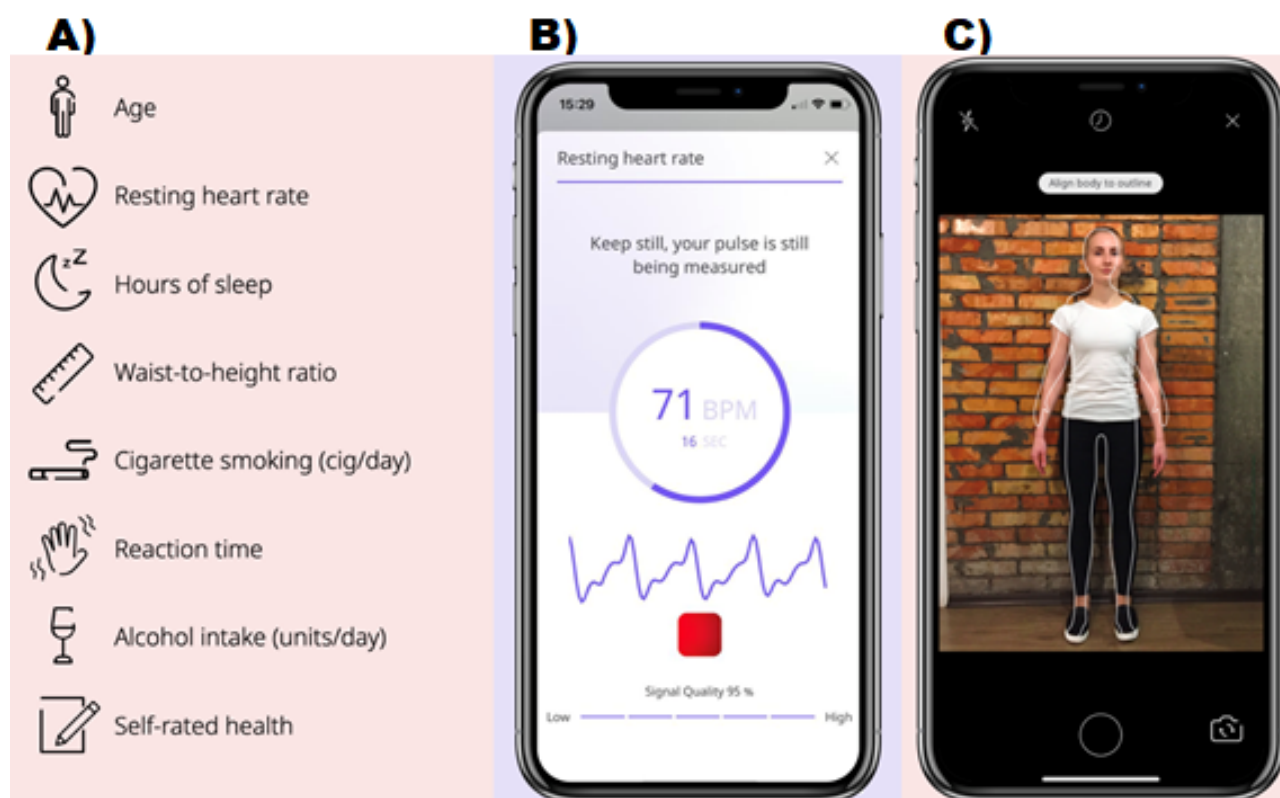 A)
Age
Resting heart rate
zZ
Hours of sleep
Waist-to-height ratio
Cigarette smoking (cig/day)
Reaction time
Alcohol intake (units/day)
Self-rated health
B)
15:29
Resting heart rate
Keep still, your pulse is still
being measured
71 BPM
16 SEC
Signal Quality 95 %
Low High
C)
Align body to outline